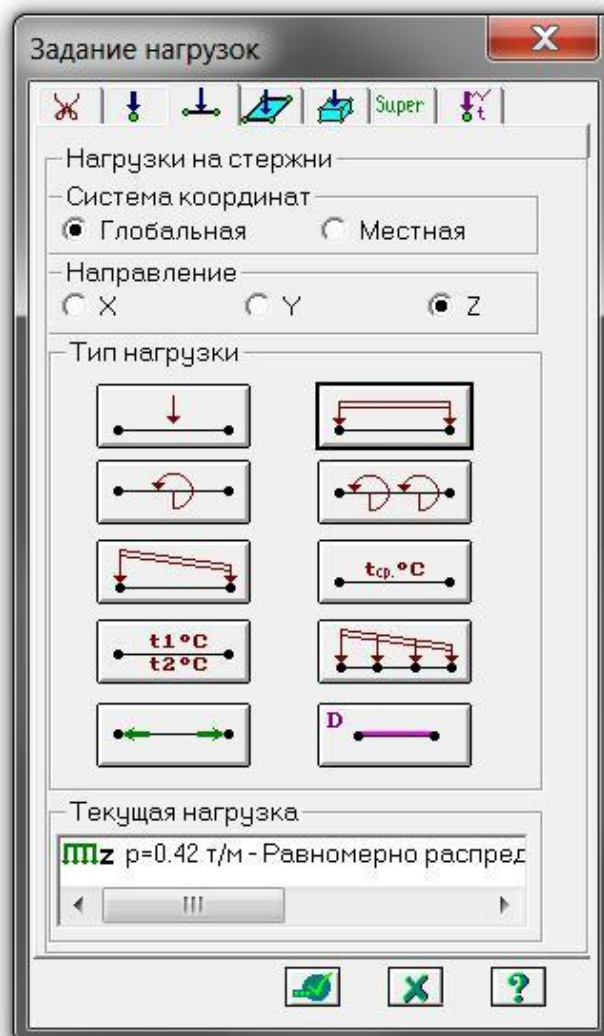 Задание нагрузок
Super
t
Нагрузки на стержни
Система координат
Глобальная Местная
Направление
X Y Z
Тип нагрузки
tср.°C
t1°C
t2°C
D
Текущая нагрузка
z p=0.42 т/м - Равномерно распред
?